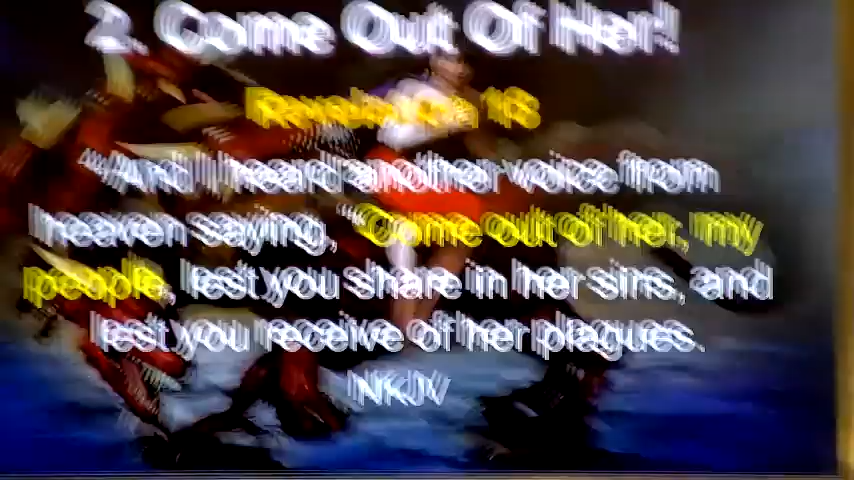 2. Come Out Of Her!
Revelation 18
"And I heard another voice from
heaven saying, "Come out of her, my
people, lest you share in her sins, and
lest you receive of her plagues.
NKJV